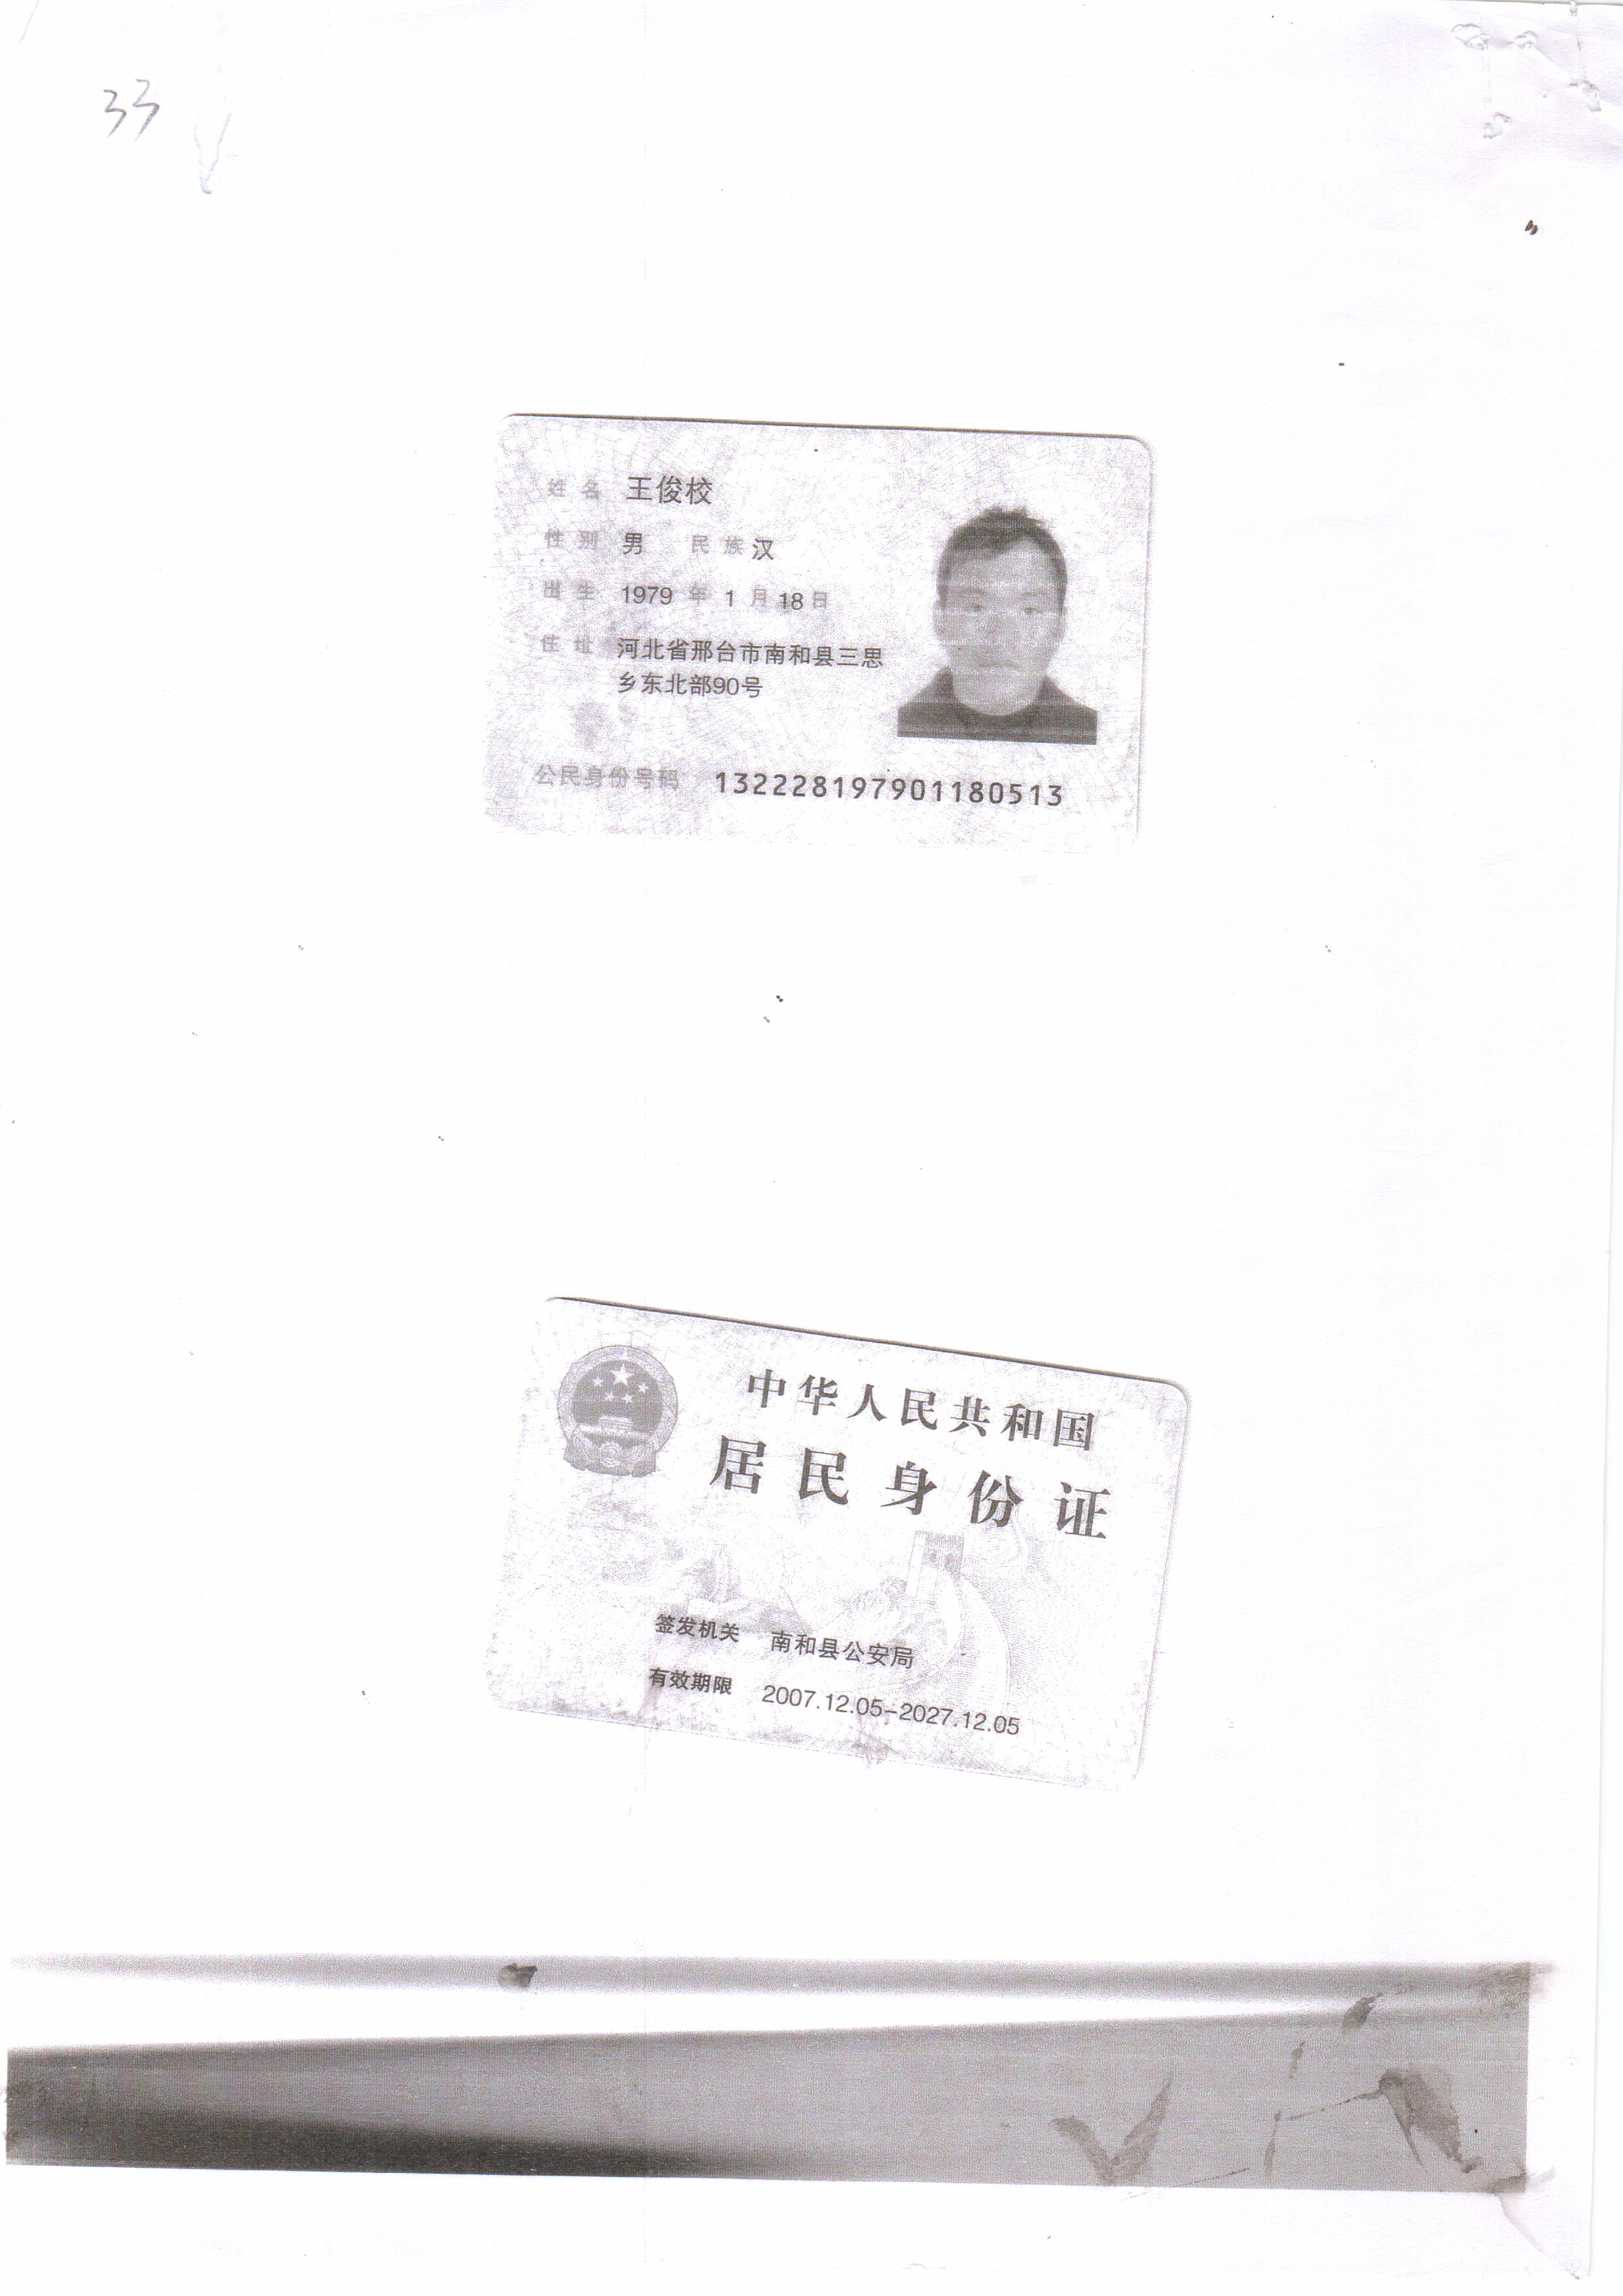 33
姓名 王俊校
性别 男 民族 汉
出生 1979 年 1 月 18 日
住址 河北省邢台市南和县三思
乡东北部90号
公民身份号码 132228197901180513
中华人民共和国
居民身份证
签发机关 南和县公安局
有效期限 2007.12.05-2027.12.05